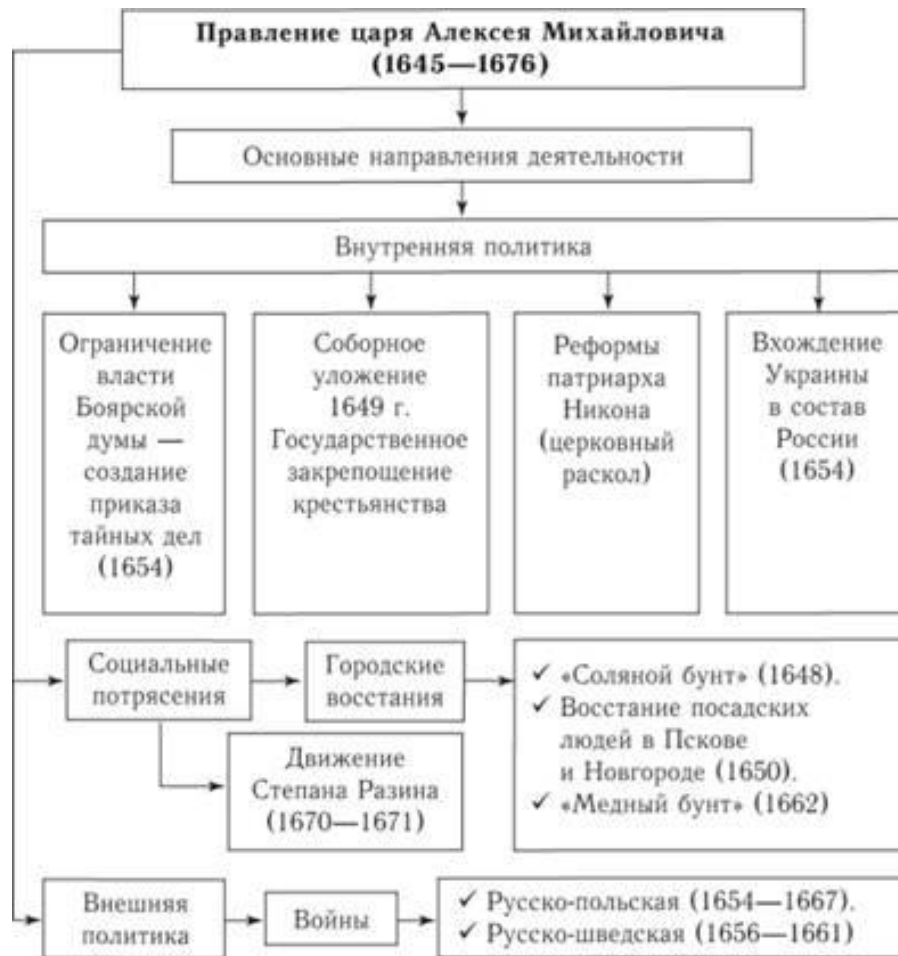 Правление царя Алексея Михайловича
(1645—1676)
Основные направления деятельности
Внутренняя политика
Ограничение
власти
Боярской
думы —
создание
приказа
тайных дел
(1654)
Соборное
уложение
1649 г.
Государственное
закрепощение
крестьянства
Реформы
патриарха
Никона
(церковный
раскол)
Вхождение
Украины
в состав
России
(1654)
Социальные
потрясения
Городские
восстания
✓ «Соляной бунт» (1648).
✓ Восстание посадских
людей в Пскове
и Новгороде (1650).
✓ «Медный бунт» (1662)
Движение
Степана Разина
(1670—1671)
Внешняя
политика
Войны
✓ Русско-польская (1654—1667).
✓ Русско-шведская (1656—1661)